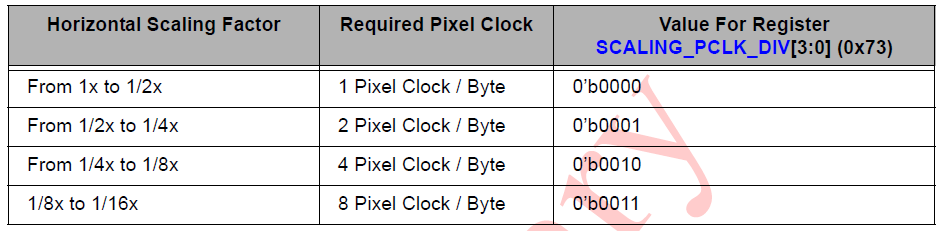 Horizontal Scaling Factor Required Pixel Clock Value For Register
SCALING_PCLK_DIV[3:0] (0x73)
From 1x to 1/2x 1 Pixel Clock / Byte 0'b0000
From 1/2x to 1/4x 2 Pixel Clock / Byte 0'b0001
From 1/4x to 1/8x 4 Pixel Clock / Byte 0'b0010
1/8x to 1/16x 8 Pixel Clock / Byte 0'b0011
ry